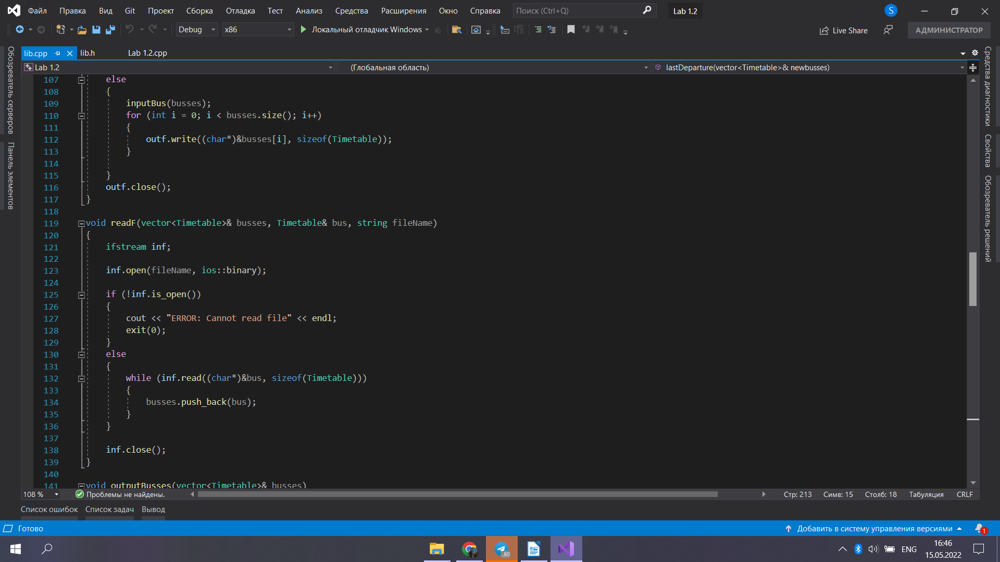 Файл Правка Вид Git Проект Сборка Отладка Тест Анализ Средства Расширения Окно Справка Поиск (Ctrl+Q) Lab 1.2 S
Debug x86 Локальный отладчик Windows Live Share АДМИНИСТРАТОР
Обозреватель серверов
Панель элементов
lib.cpp lib.h Lab 1.2.cpp
Lab 1.2 (Глобальная область) lastDeparture(vector<Timetable>& newbusses)
107 else
108 {
109 inputBus(busses);
110 for (int i = 0; i < busses.size(); i++)
111 {
112 outf.write((char*)&busses[i], sizeof(Timetable));
113 }
114
115 }
116 outf.close();
117 }
118
119 void readF(vector<Timetable>& busses, Timetable& bus, string fileName)
120 {
121 ifstream inf;
122
123 inf.open(fileName, ios::binary);
124
125 if (!inf.is_open())
126 {
127 cout << "ERROR: Cannot read file" << endl;
128 exit(0);
129 }
130 else
131 {
132 while (inf.read((char*)&bus, sizeof(Timetable)))
133 {
134 busses.push_back(bus);
135 }
136 }
137
138 inf.close();
139 }
140
141 void outputBusses(vector<Timetable>& busses)
Средства диагностики
Свойства
Обозреватель решений
108 % Проблемы не найдены. Стр: 213 Симв: 15 Столб: 18 Табуляция CRLF
Список ошибок Список задач Вывод
Готово Добавить в систему управления версиями 1
..80 ENG 16:46
15.05.2022